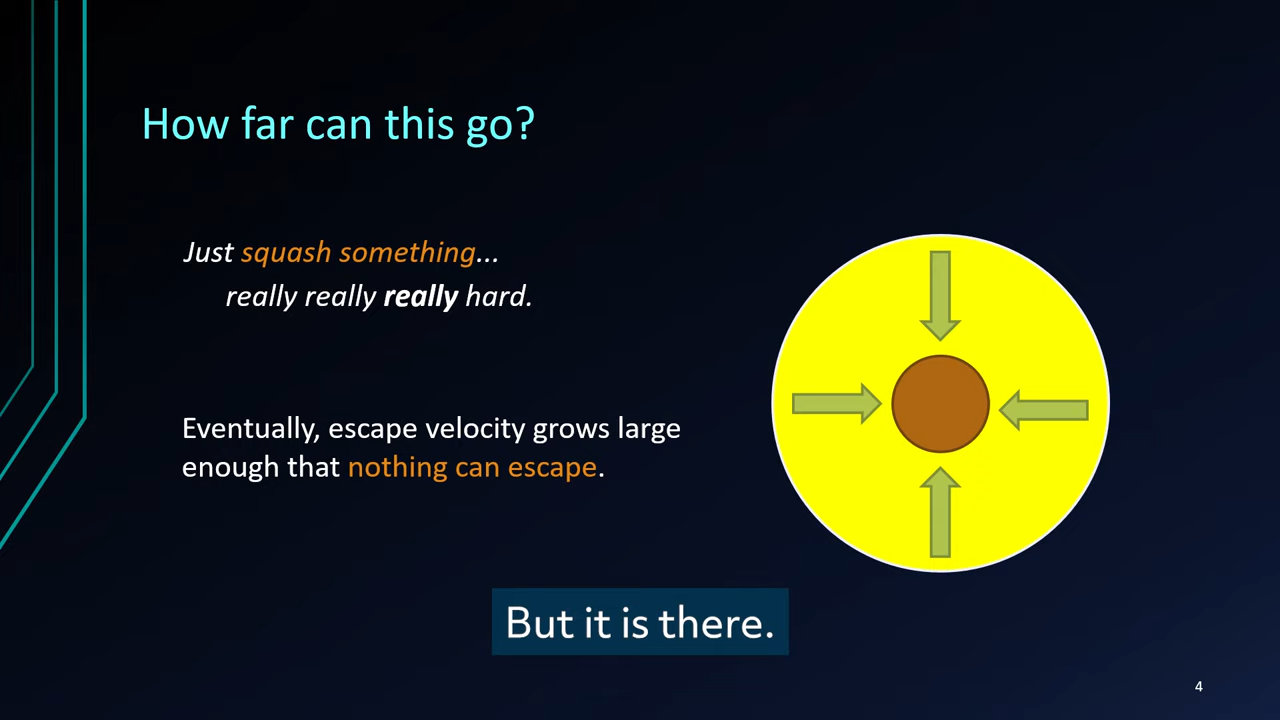 How far can this go?
Just squash something...
really really really hard.
Eventually, escape velocity grows large
enough that nothing can escape.
But it is there.
4